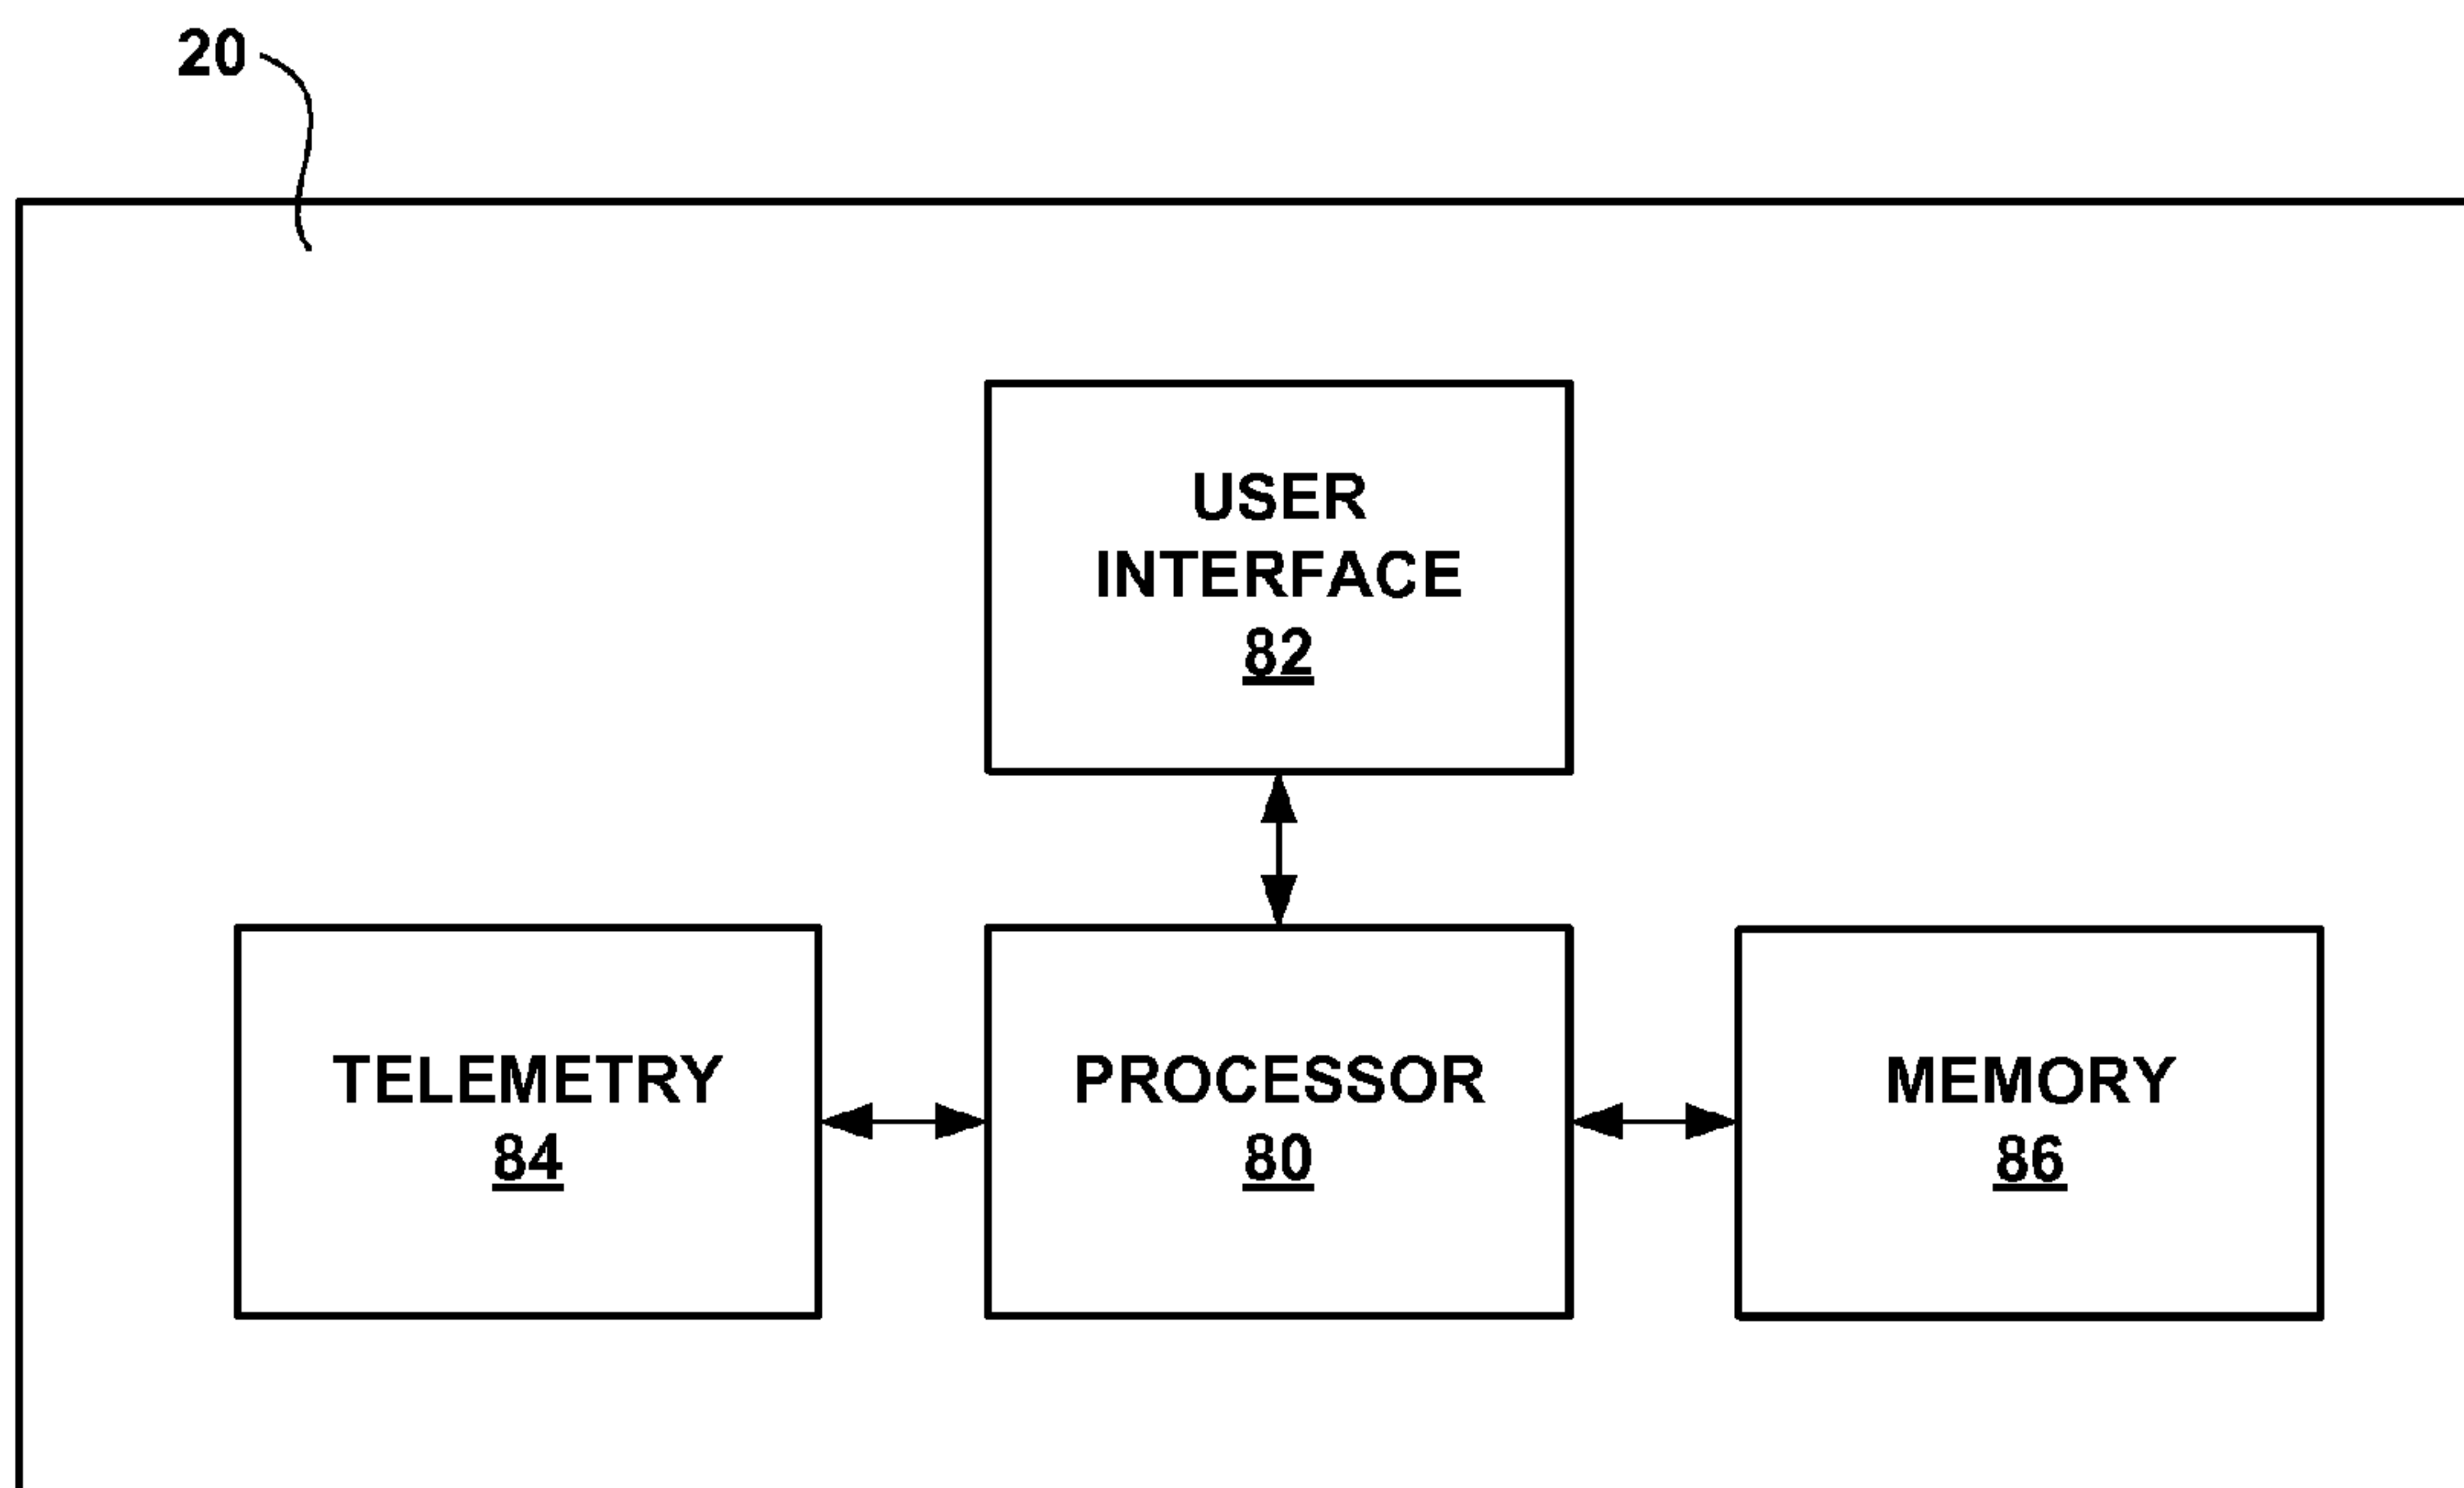 20
USER
INTERFACE
82
TELEMETRY
84
PROCESSOR
80
MEMORY
86